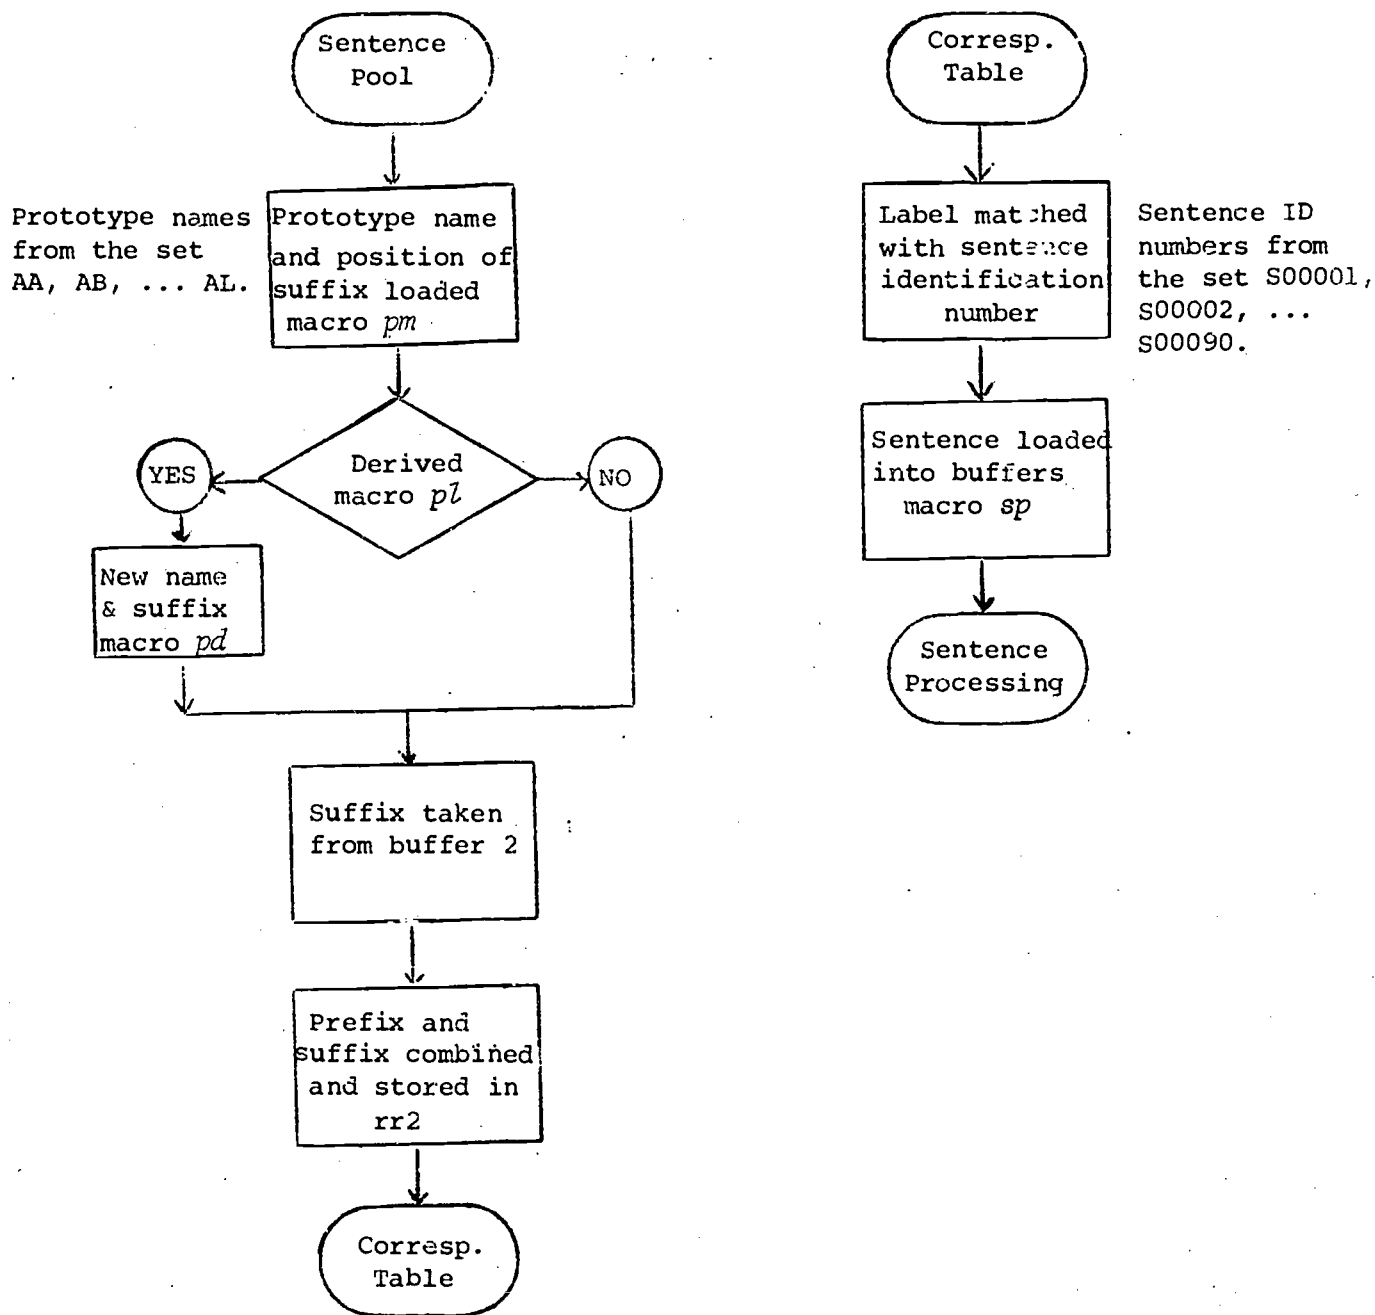 Sentence
Pool
Prototype names
from the set
AA, AB, ... AL.
Prototype name
and position of
suffix loaded
macro pm
Derived
macro pl
YES
NO
New name
& suffix
macro pd
Suffix taken
from buffer 2
Prefix and
suffix combined
and stored in
rr2
Corresp.
Table
Corresp.
Table
Label matched
with sentence
identification
number
Sentence ID
numbers from
the set S00001,
S00002, ...
S00090.
Sentence loaded
into buffers
macro sp
Sentence
Processing